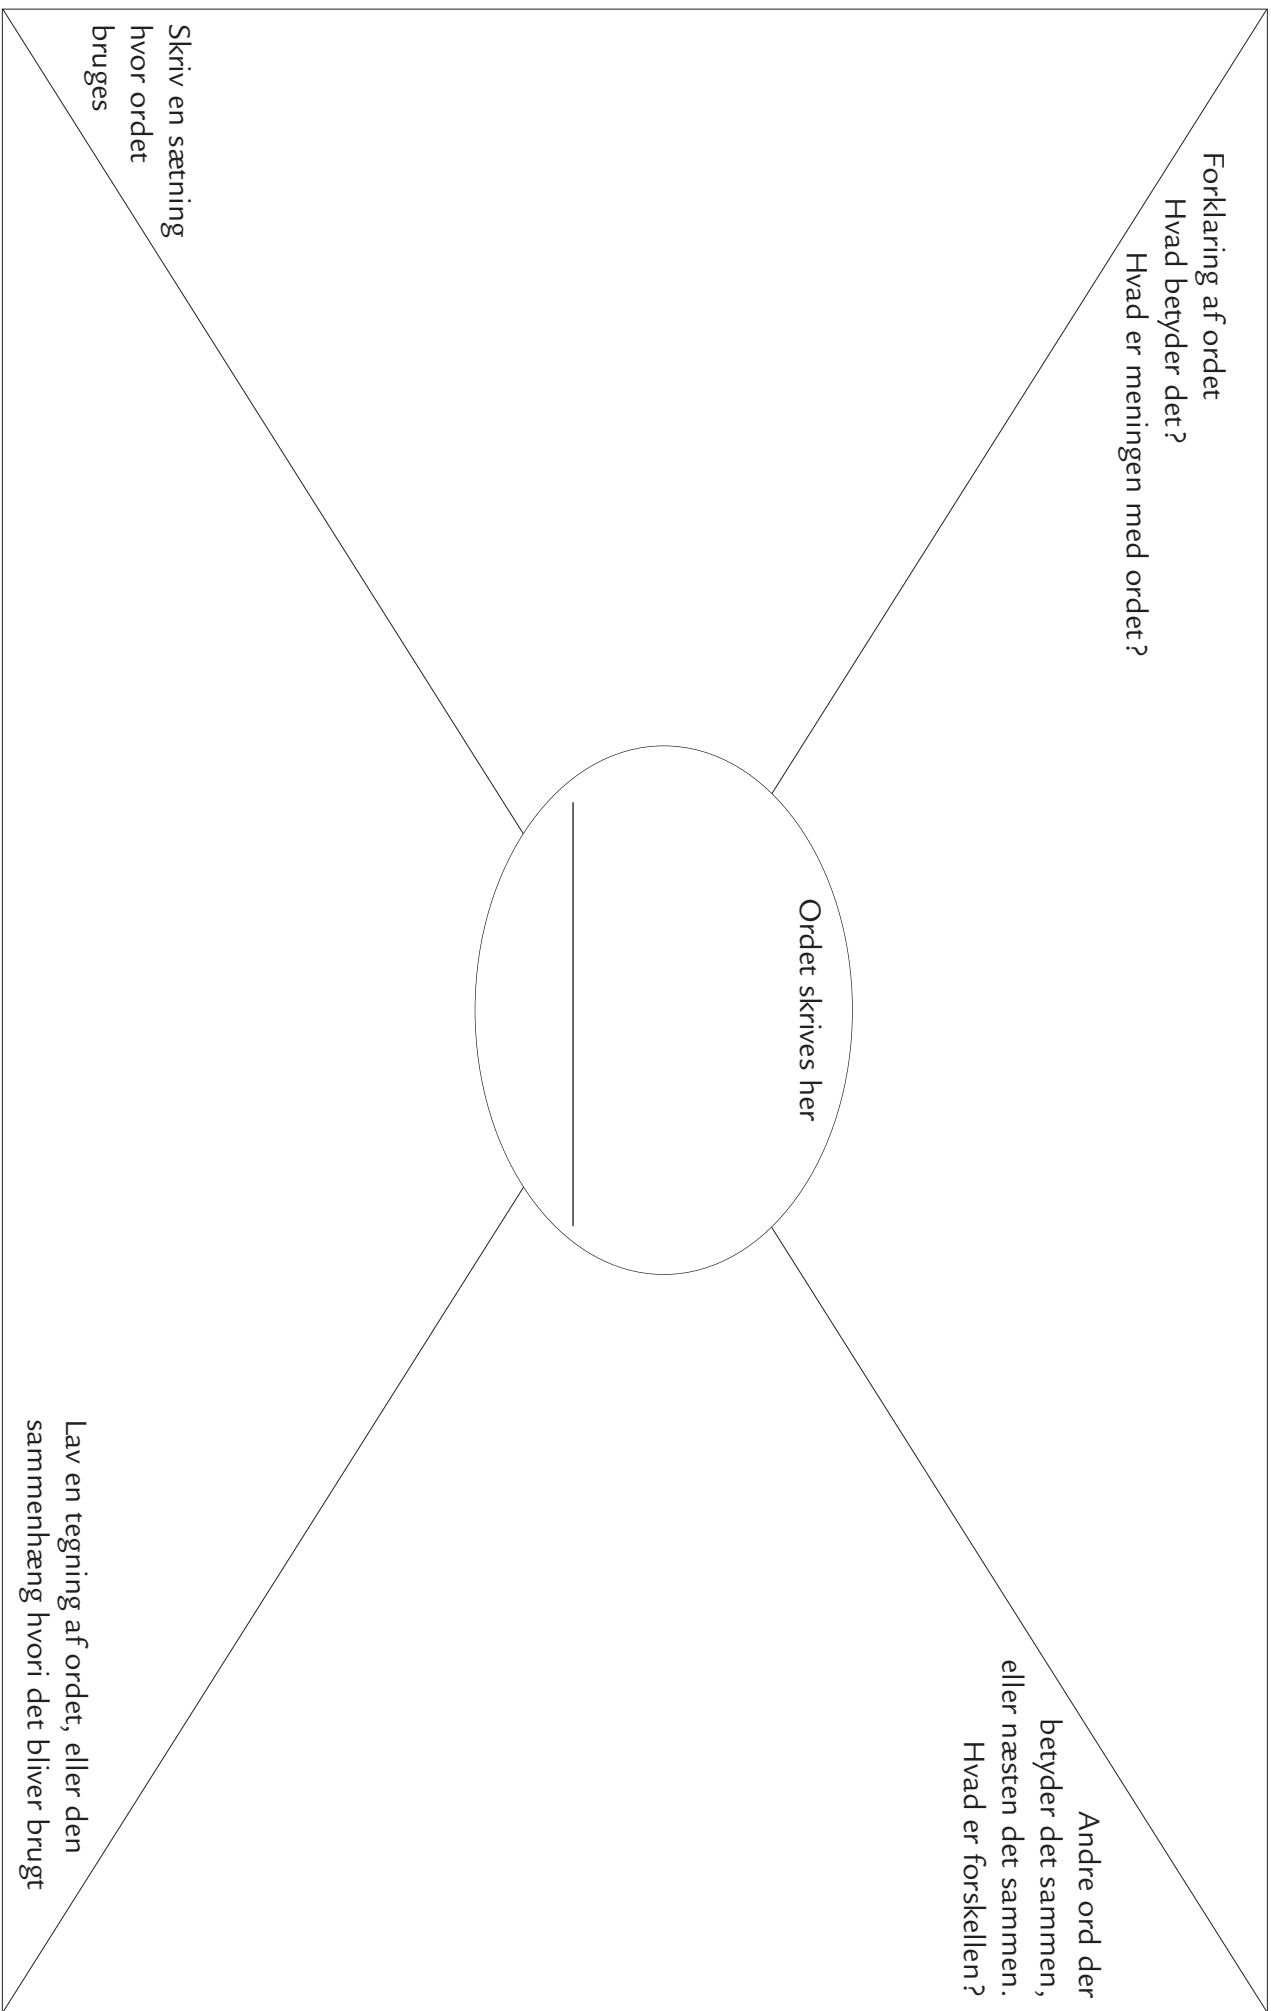 Forklaring af ordet
Hvad betyder det?
Hvad er meningen med ordet?
Andre ord der
betyder det sammen,
eller næsten det sammen.
Hvad er forskellen?
Ordet skrives her
Skriv en sætning
hvor ordet
bruges
Lav en tegning af ordet, eller den
sammenhæng hvori det bliver brugt